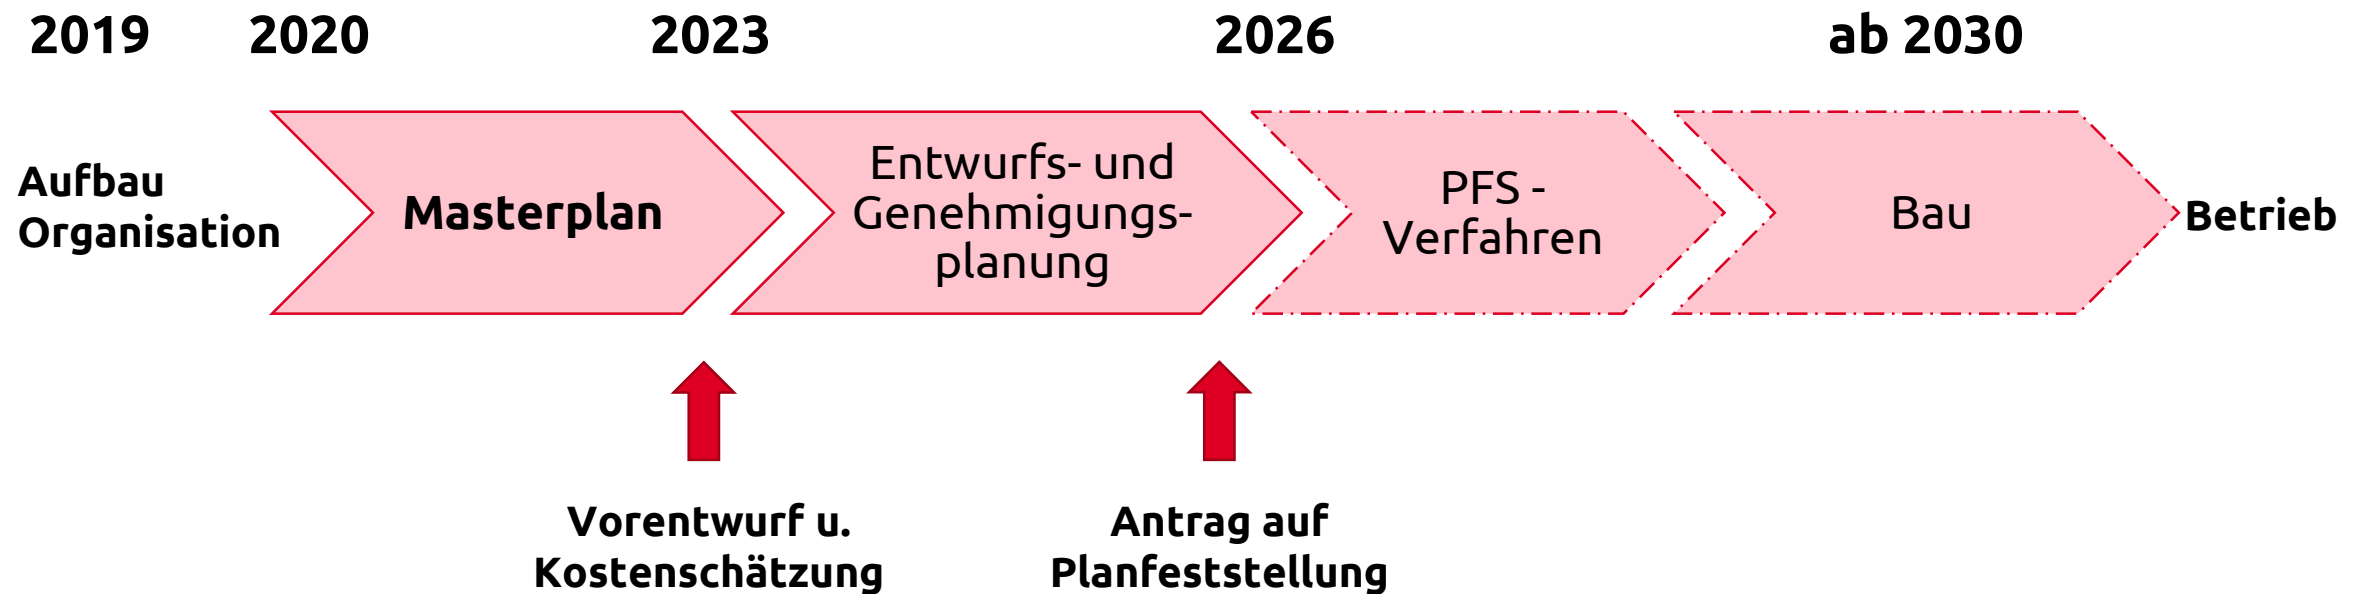 2019
2020
2023
2026
ab 2030
Aufbau
Organisation
Masterplan
Entwurfs- und
Genehmigungs-
planung
PFS -
Verfahren
Bau
Betrieb
Vorentwurf u.
Kostenschätzung
Antrag auf
Planfeststellung